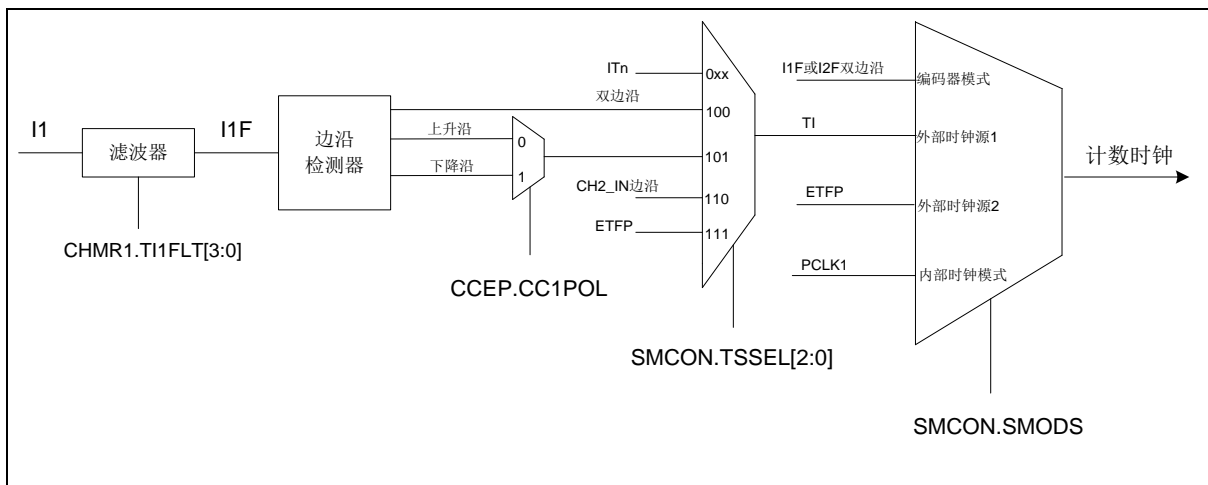 I1
滤波器
CHMR1.TI1FLT[3:0]
I1F
边沿
检测器
双边沿
上升沿
下降沿
0
1
CCEP.CC1POL
ITn
CH2_IN边沿
ETFP
0xx
100
101
110
111
SMCON.TSSEL[2:0]
I1F或I2F双边沿
TI
ETFP
PCLK1
编码器模式
外部时钟源1
外部时钟源2
内部时钟模式
SMCON.SMODS
计数时钟